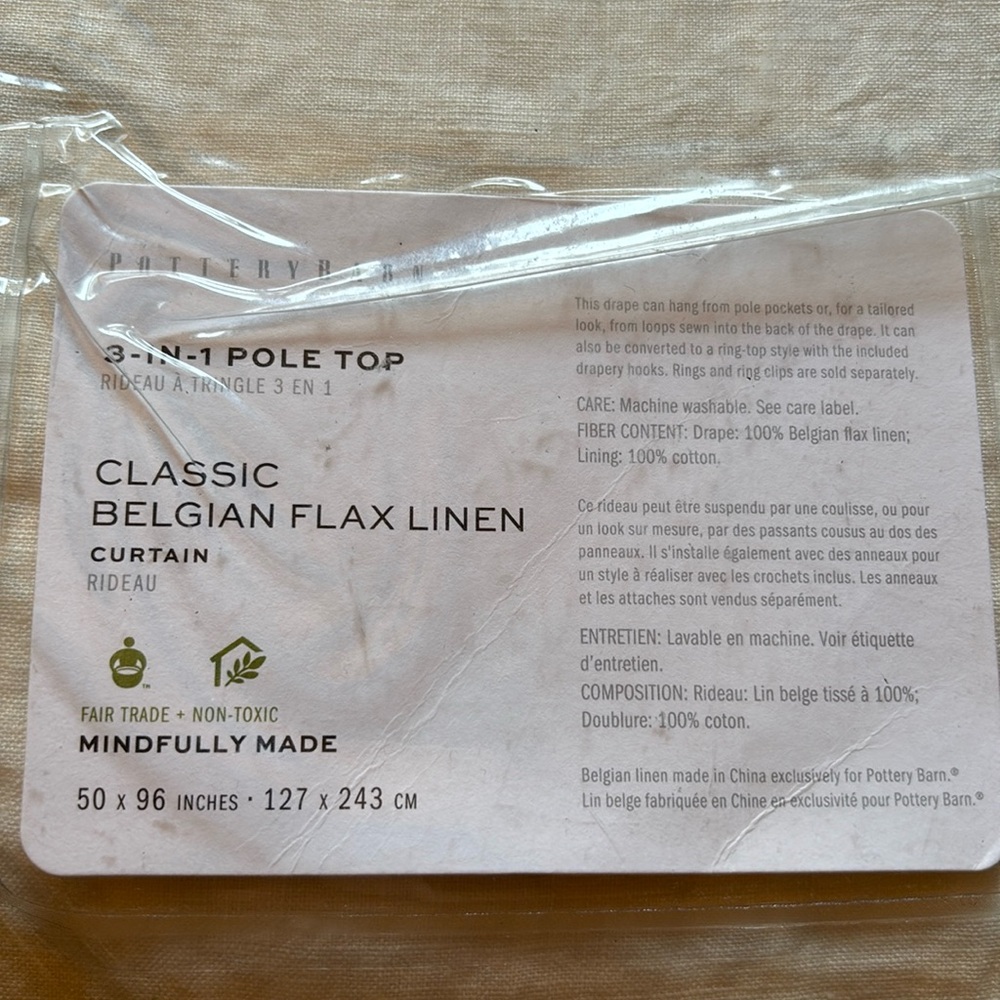 POTTERY BARN
3-IN-1 POLE TOP
RIDEAU À TRINGLE 3 EN 1
CLASSIC
BELGIAN FLAX LINEN
CURTAIN
RIDEAU
TM
FAIR TRADE + NON-TOXIC
MINDFULLY MADE
50 x 96 INCHES · 127 x 243 CM
This drape can hang from pole pockets or, for a tailored
look, from loops sewn into the back of the drape. It can
also be converted to a ring-top style with the included
drapery hooks. Rings and ring clips are sold separately.
CARE: Machine washable. See care label.
FIBER CONTENT: Drape: 100% Belgian flax linen;
Lining: 100% cotton.
Ce rideau peut être suspendu par une coulisse, ou pour
un look sur mesure, par des passants cousus au dos des
panneaux. Il s'installe également avec des anneaux pour
un style à réaliser avec les crochets inclus. Les anneaux
et les attaches sont vendus séparément.
ENTRETIEN: Lavable en machine. Voir étiquette
d'entretien.
COMPOSITION: Rideau: Lin belge tissé à 100%;
Doublure: 100% coton.
Belgian linen made in China exclusively for Pottery Barn.®
Lin belge fabriquée en Chine en exclusivité pour Pottery Barn.®